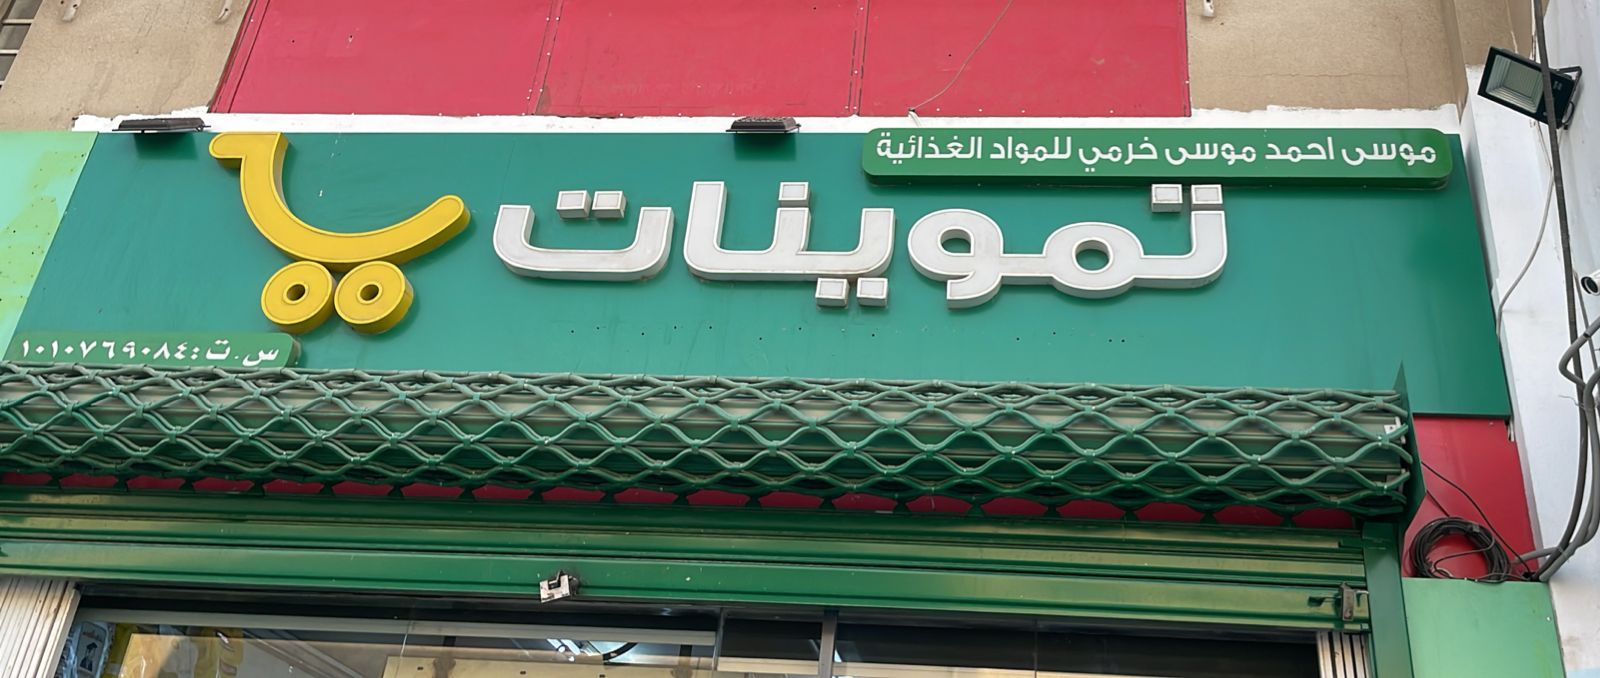 موسى احمد موسى خرمي للمواد الغذائية
تموينات
س.ت: ١٠١٠٧٦٩٠٨٤